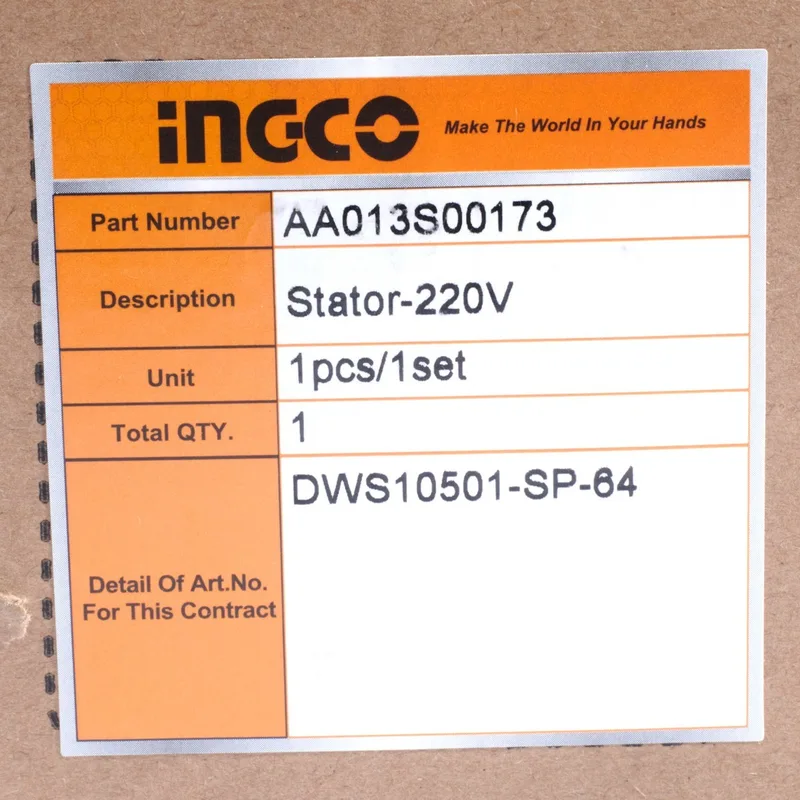 INGCO Make The World In Your Hands
Part Number AA013S00173
Description Stator-220V
Unit 1pcs/1set
Total QTY. 1
DWS10501-SP-64
Detail Of Art.No.
For This Contract